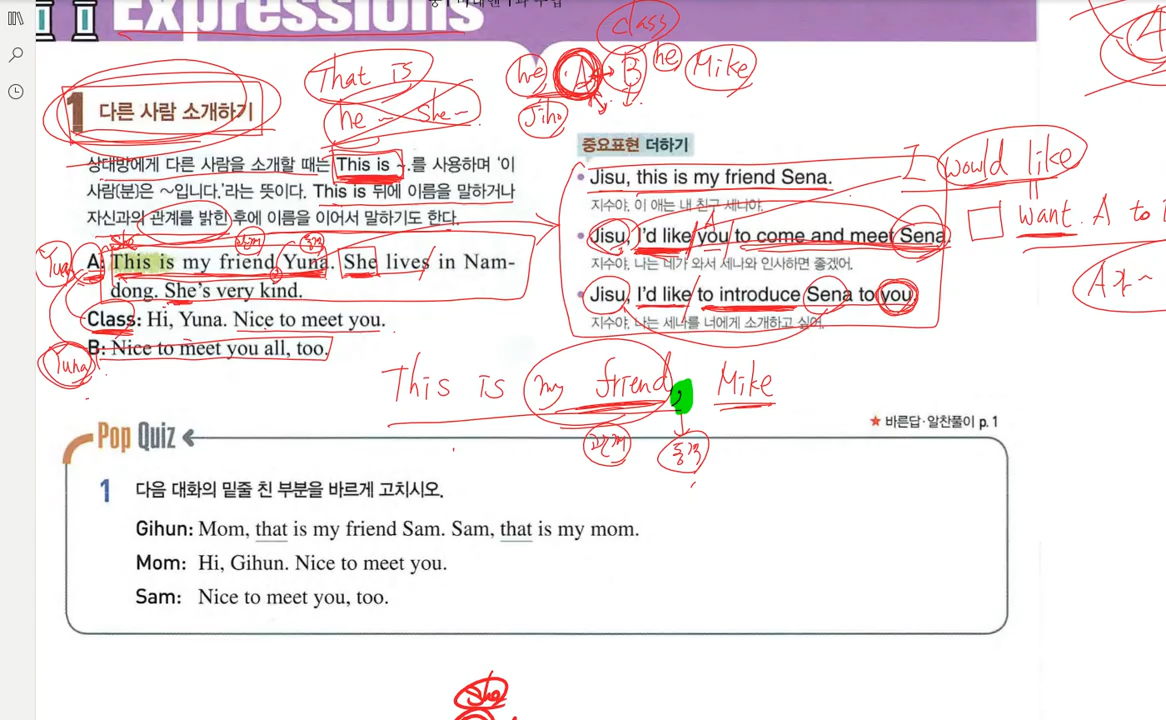 Expressions
class
That is
he A B he Mike
Jiho
he ~ she ~
1 다른 사람 소개하기
상대방에게 다른 사람을 소개할 때는 This is ~.를 사용하며 ‘이
사람(분)은 ~입니다.’라는 뜻이다. This is 뒤에 이름을 말하거나
자신과의 관계를 밝힌 후에 이름을 이어서 말하기도 한다.
She 관계 동격
Yuna
A: This is my friend Yuna. She lives in Nam-
dong. She’s very kind.
Class: Hi, Yuna. Nice to meet you.
B: Nice to meet you all, too.
Yuna
중요표현 더하기
• Jisu, this is my friend Sena.
지수야, 이 애는 내 친구 세나야.
• Jisu, I’d like you to come and meet Sena.
지수야, 나는 네가 와서 세나와 인사하면 좋겠어.
• Jisu, I’d like to introduce Sena to you.
지수야, 나는 세나를 너에게 소개하고 싶어.
A
I would like
want A to
This is my friend, Mike
관계 동격
★ 바른답·알찬풀이 p. 1
Pop Quiz
1 다음 대화의 밑줄 친 부분을 바르게 고치시오.
Gihun: Mom, that is my friend Sam. Sam, that is my mom.
Mom: Hi, Gihun. Nice to meet you.
Sam: Nice to meet you, too.
She